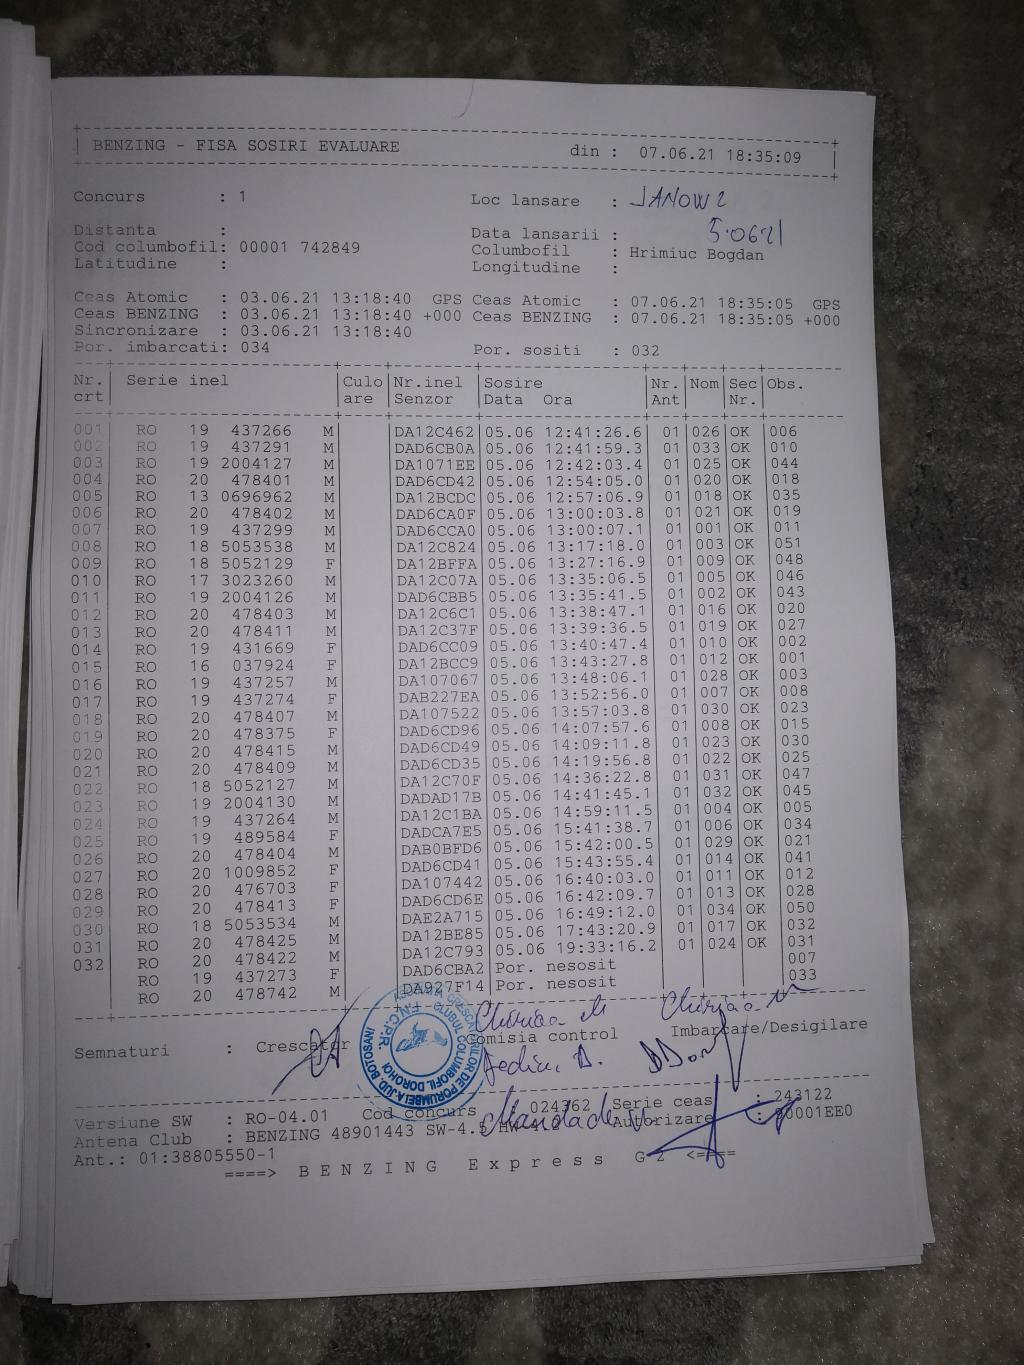 BENZING - FISA SOSIRI EVALUARE din : 07.06.21 18:35:09
Concurs : 1 Loc lansare : JANOW 2
Distanta : Data lansarii : 5.0621
Cod columbofil: 00001 742849 Columbofil : Hrimiuc Bogdan
Latitudine : Longitudine :
Ceas Atomic : 03.06.21 13:18:40 GPS Ceas Atomic : 07.06.21 18:35:05 GPS
Ceas BENZING : 03.06.21 13:18:40 +000 Ceas BENZING : 07.06.21 18:35:05 +000
Sincronizare : 03.06.21 13:18:40
Por. imbarcati: 034 Por. sositi : 032
Nr. Serie inel Culo Nr.inel Sosire Nr. Nom Sec Obs.
crt are Senzor Data Ora Ant Nr.
001 RO 19 437266 M DA12C462 05.06 12:41:26.6 01 026 OK 006
002 RO 19 437291 M DAD6CB0A 05.06 12:41:59.3 01 033 OK 010
003 RO 19 2004127 M DA1071EE 05.06 12:42:03.4 01 025 OK 044
004 RO 20 478401 M DAD6CD42 05.06 12:54:05.0 01 020 OK 018
005 RO 13 0696962 M DA12BCDC 05.06 12:57:06.9 01 018 OK 035
006 RO 20 478402 M DAD6CA0F 05.06 13:00:03.8 01 021 OK 019
007 RO 19 437299 M DAD6CCA0 05.06 13:00:07.1 01 001 OK 011
008 RO 18 5053538 M DA12C824 05.06 13:17:18.0 01 003 OK 051
009 RO 18 5052129 F DA12BFFA 05.06 13:27:16.9 01 009 OK 048
010 RO 17 3023260 M DA12C07A 05.06 13:35:06.5 01 005 OK 046
011 RO 19 2004126 M DAD6CBB5 05.06 13:35:41.5 01 002 OK 043
012 RO 20 478403 M DA12C6C1 05.06 13:38:47.1 01 016 OK 020
013 RO 20 478411 M DA12C37F 05.06 13:39:36.5 01 019 OK 027
014 RO 19 431669 F DAD6CC09 05.06 13:40:47.4 01 010 OK 002
015 RO 16 037924 F DA12BCC9 05.06 13:43:27.8 01 012 OK 001
016 RO 19 437257 M DA107067 05.06 13:48:06.1 01 028 OK 003
017 RO 19 437274 F DAB227EA 05.06 13:52:56.0 01 007 OK 008
018 RO 20 478407 M DA107522 05.06 13:57:03.8 01 030 OK 023
019 RO 20 478375 F DAD6CD96 05.06 14:07:57.6 01 008 OK 015
020 RO 20 478415 M DAD6CD49 05.06 14:09:11.8 01 023 OK 030
021 RO 20 478409 M DAD6CD35 05.06 14:19:56.8 01 022 OK 025
022 RO 18 5052127 M DA12C70F 05.06 14:36:22.8 01 031 OK 047
023 RO 19 2004130 M DADAD17B 05.06 14:41:45.1 01 032 OK 045
024 RO 19 437264 M DA12C1BA 05.06 14:59:11.5 01 004 OK 005
025 RO 19 489584 F DADCA7E5 05.06 15:41:38.7 01 006 OK 034
026 RO 20 478404 M DAB0BFD6 05.06 15:42:00.5 01 029 OK 021
027 RO 20 1009852 F DAD6CD41 05.06 15:43:55.4 01 014 OK 041
028 RO 20 476703 F DA107442 05.06 16:40:03.0 01 011 OK 012
029 RO 20 478413 F DAD6CD6E 05.06 16:42:09.7 01 013 OK 028
030 RO 18 5053534 M DAE2A715 05.06 16:49:12.0 01 034 OK 050
031 RO 20 478425 M DA12BE85 05.06 17:43:20.9 01 017 OK 032
032 RO 20 478422 M DA12C793 05.06 19:33:16.2 01 024 OK 031
RO 19 437273 F DAD6CBA2 Por. nesosit 007
RO 20 478742 M DA927F14 Por. nesosit 033
Semnaturi : Crescator Comisia control Imbarcare/Desigilare
CLUBUL COLUMBOFIL DOROHOI
F.N.C.P.R.
JUD BOTOSANI
Versiune SW : RO-04.01 Cod concurs : 024362 Serie ceas : 243122
Antena Club : BENZING 48901443 SW-4.5 Autorizare :
Ant.: 01:38805550-1
====> BENZING Express G2 <====